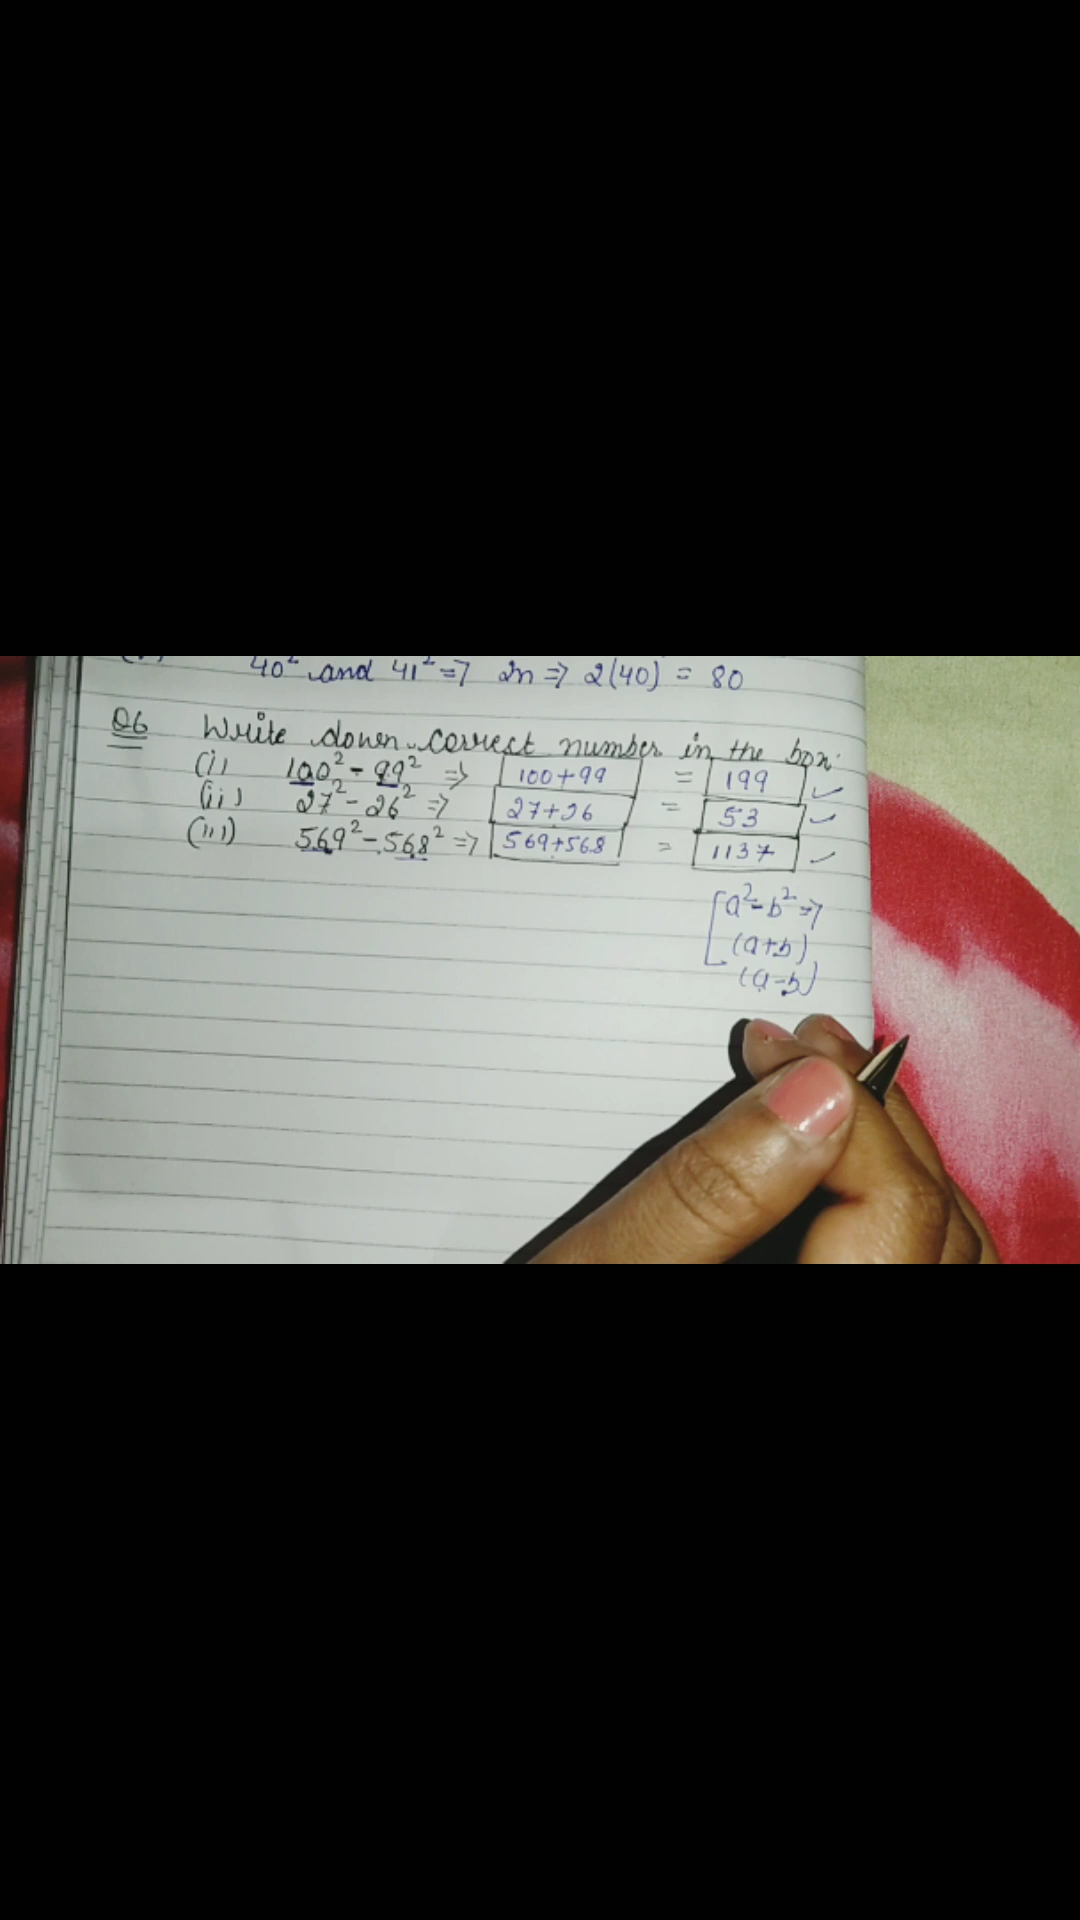 40² and 41² => 2n => 2(40) = 80
Q6 Write down correct number in the box:
(i) 100² - 99² => 100+99 = 199 ✓
(ii) 27² - 26² => 27+26 = 53 ✓
(iii) 569² - 568² => 569+568 = 1137 ✓
[a² - b² =>
(a+b)
(a-b)